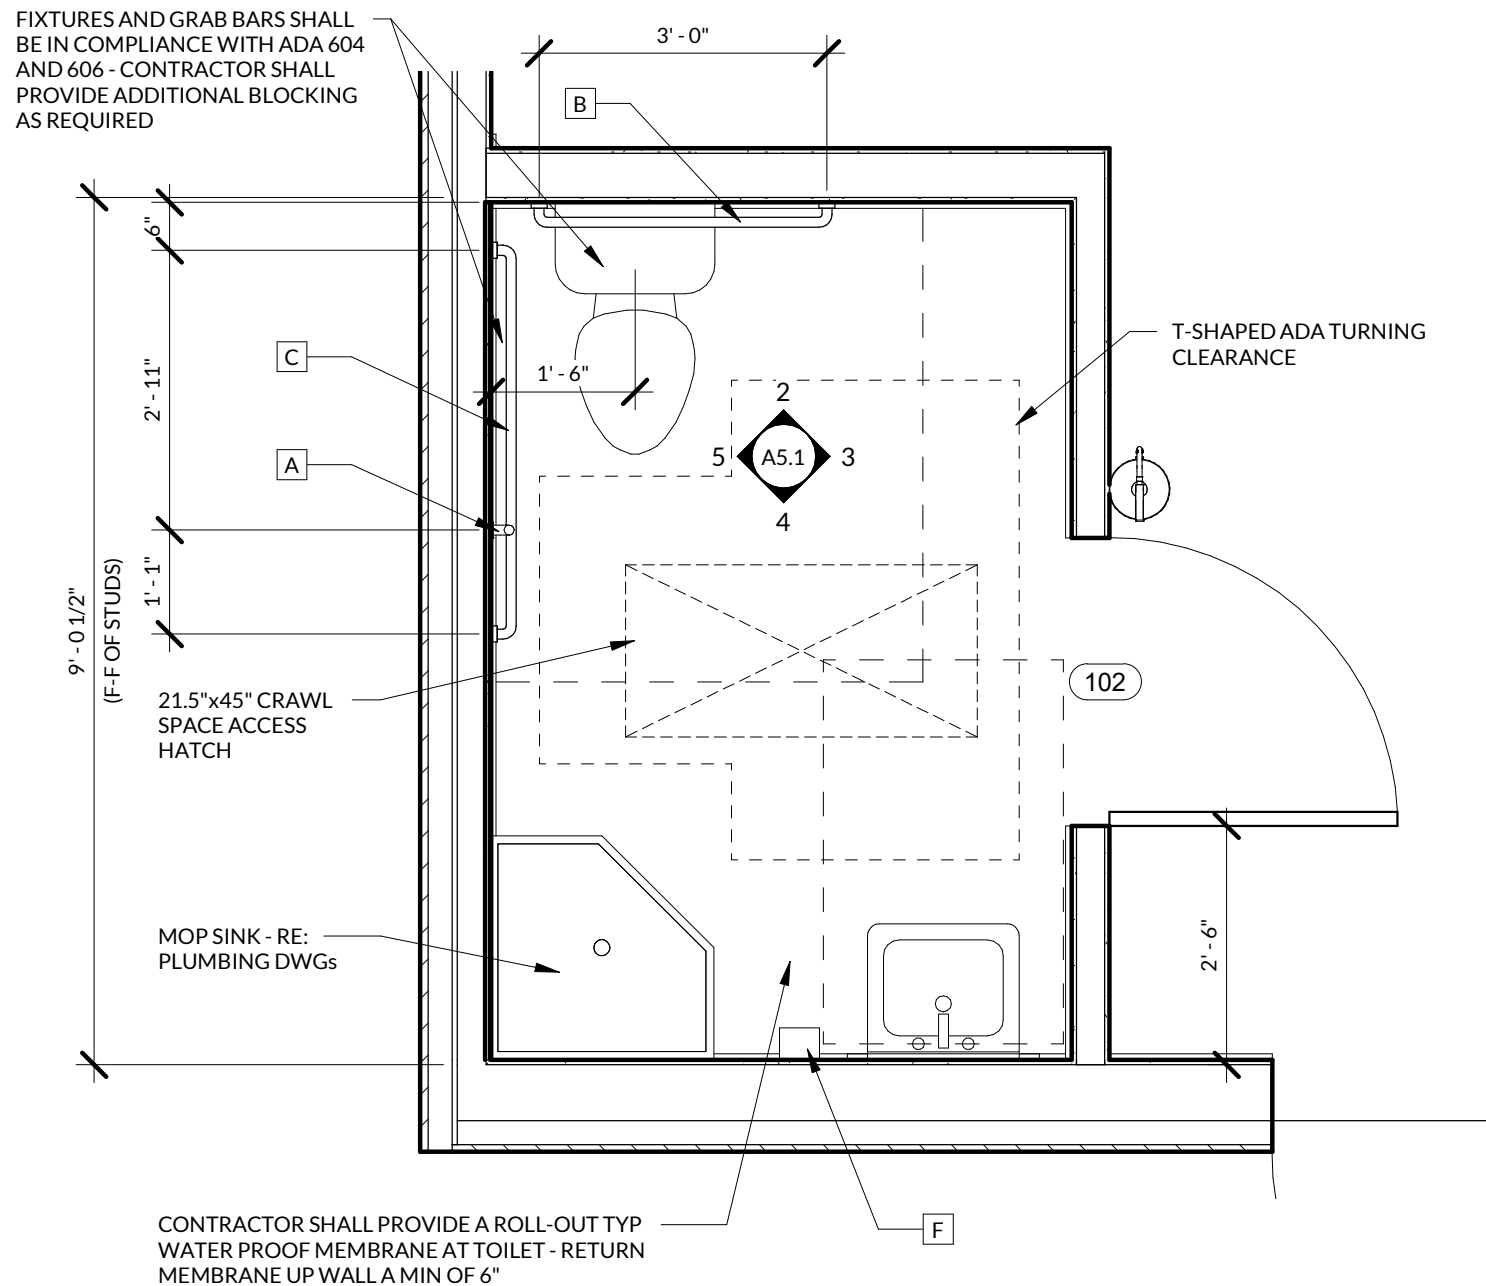 FIXTURES AND GRAB BARS SHALL
BE IN COMPLIANCE WITH ADA 604
AND 606 - CONTRACTOR SHALL
PROVIDE ADDITIONAL BLOCKING
AS REQUIRED
3' - 0"
B
6"
2' - 11"
1' - 1"
9' - 0 1/2"
(F-F OF STUDS)
C
A
1' - 6"
T-SHAPED ADA TURNING
CLEARANCE
2
5
A5.1
3
4
102
21.5"x45" CRAWL
SPACE ACCESS
HATCH
MOP SINK - RE:
PLUMBING DWGs
2' - 6"
CONTRACTOR SHALL PROVIDE A ROLL-OUT TYP
WATER PROOF MEMBRANE AT TOILET - RETURN
MEMBRANE UP WALL A MIN OF 6"
F